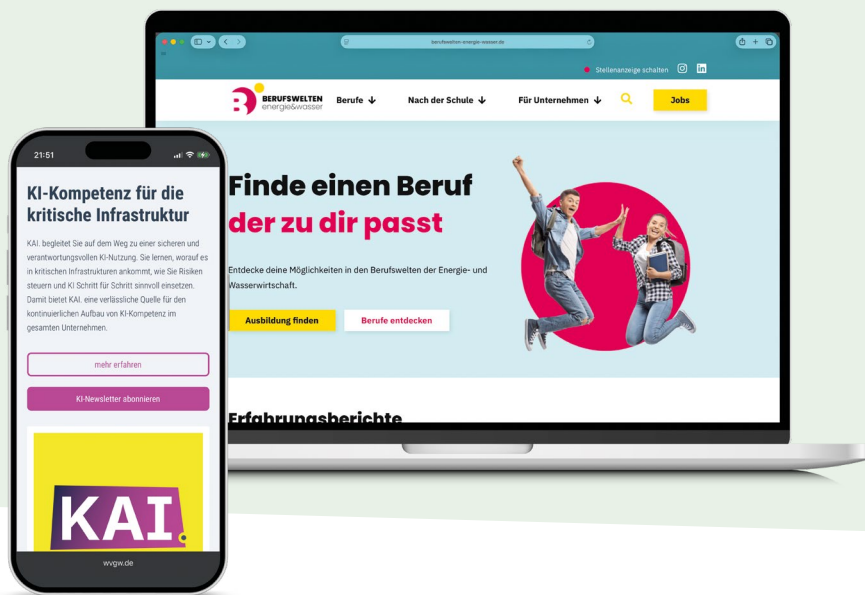 berufswelten-energie-wasser.de
Stellenanzeige schalten
BERUFSWELTEN
energie&wasser
Berufe
Nach der Schule
Für Unternehmen
Jobs
Finde einen Beruf
der zu dir passt
Entdecke deine Möglichkeiten in den Berufswelten der Energie- und
Wasserwirtschaft.
Ausbildung finden
Berufe entdecken
Erfahrungsberichte
21:51
KI-Kompetenz für die
kritische Infrastruktur
KAI. begleitet Sie auf dem Weg zu einer sicheren und
verantwortungsvollen KI-Nutzung. Sie lernen, worauf es
in kritischen Infrastrukturen ankommt, wie Sie Risiken
steuern und KI Schritt für Schritt sinnvoll einsetzen.
Damit bietet KAI. eine verlässliche Quelle für den
kontinuierlichen Aufbau von KI-Kompetenz im
gesamten Unternehmen.
mehr erfahren
KI-Newsletter abonnieren
KAI.
wvgw.de